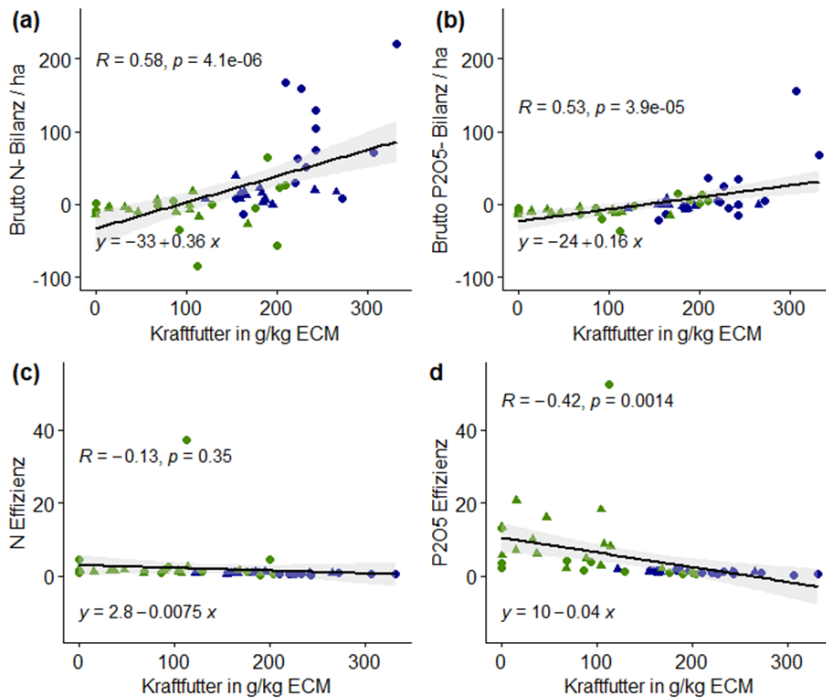 (a)
Brutto N- Bilanz / ha
200
100
0
-100
R = 0.58, p = 4.1e-06
y = −33 + 0.36 x
0 100 200 300
Kraftfutter in g/kg ECM
(b)
Brutto P2O5- Bilanz / ha
200
100
0
-100
R = 0.53, p = 3.9e-05
y = −24 + 0.16 x
0 100 200 300
Kraftfutter in g/kg ECM
(c)
N Effizienz
40
20
0
R = −0.13, p = 0.35
y = 2.8 − 0.0075 x
0 100 200 300
Kraftfutter in g/kg ECM
d
P2O5 Effizienz
40
20
0
R = −0.42, p = 0.0014
y = 10 − 0.04 x
0 100 200 300
Kraftfutter in g/kg ECM